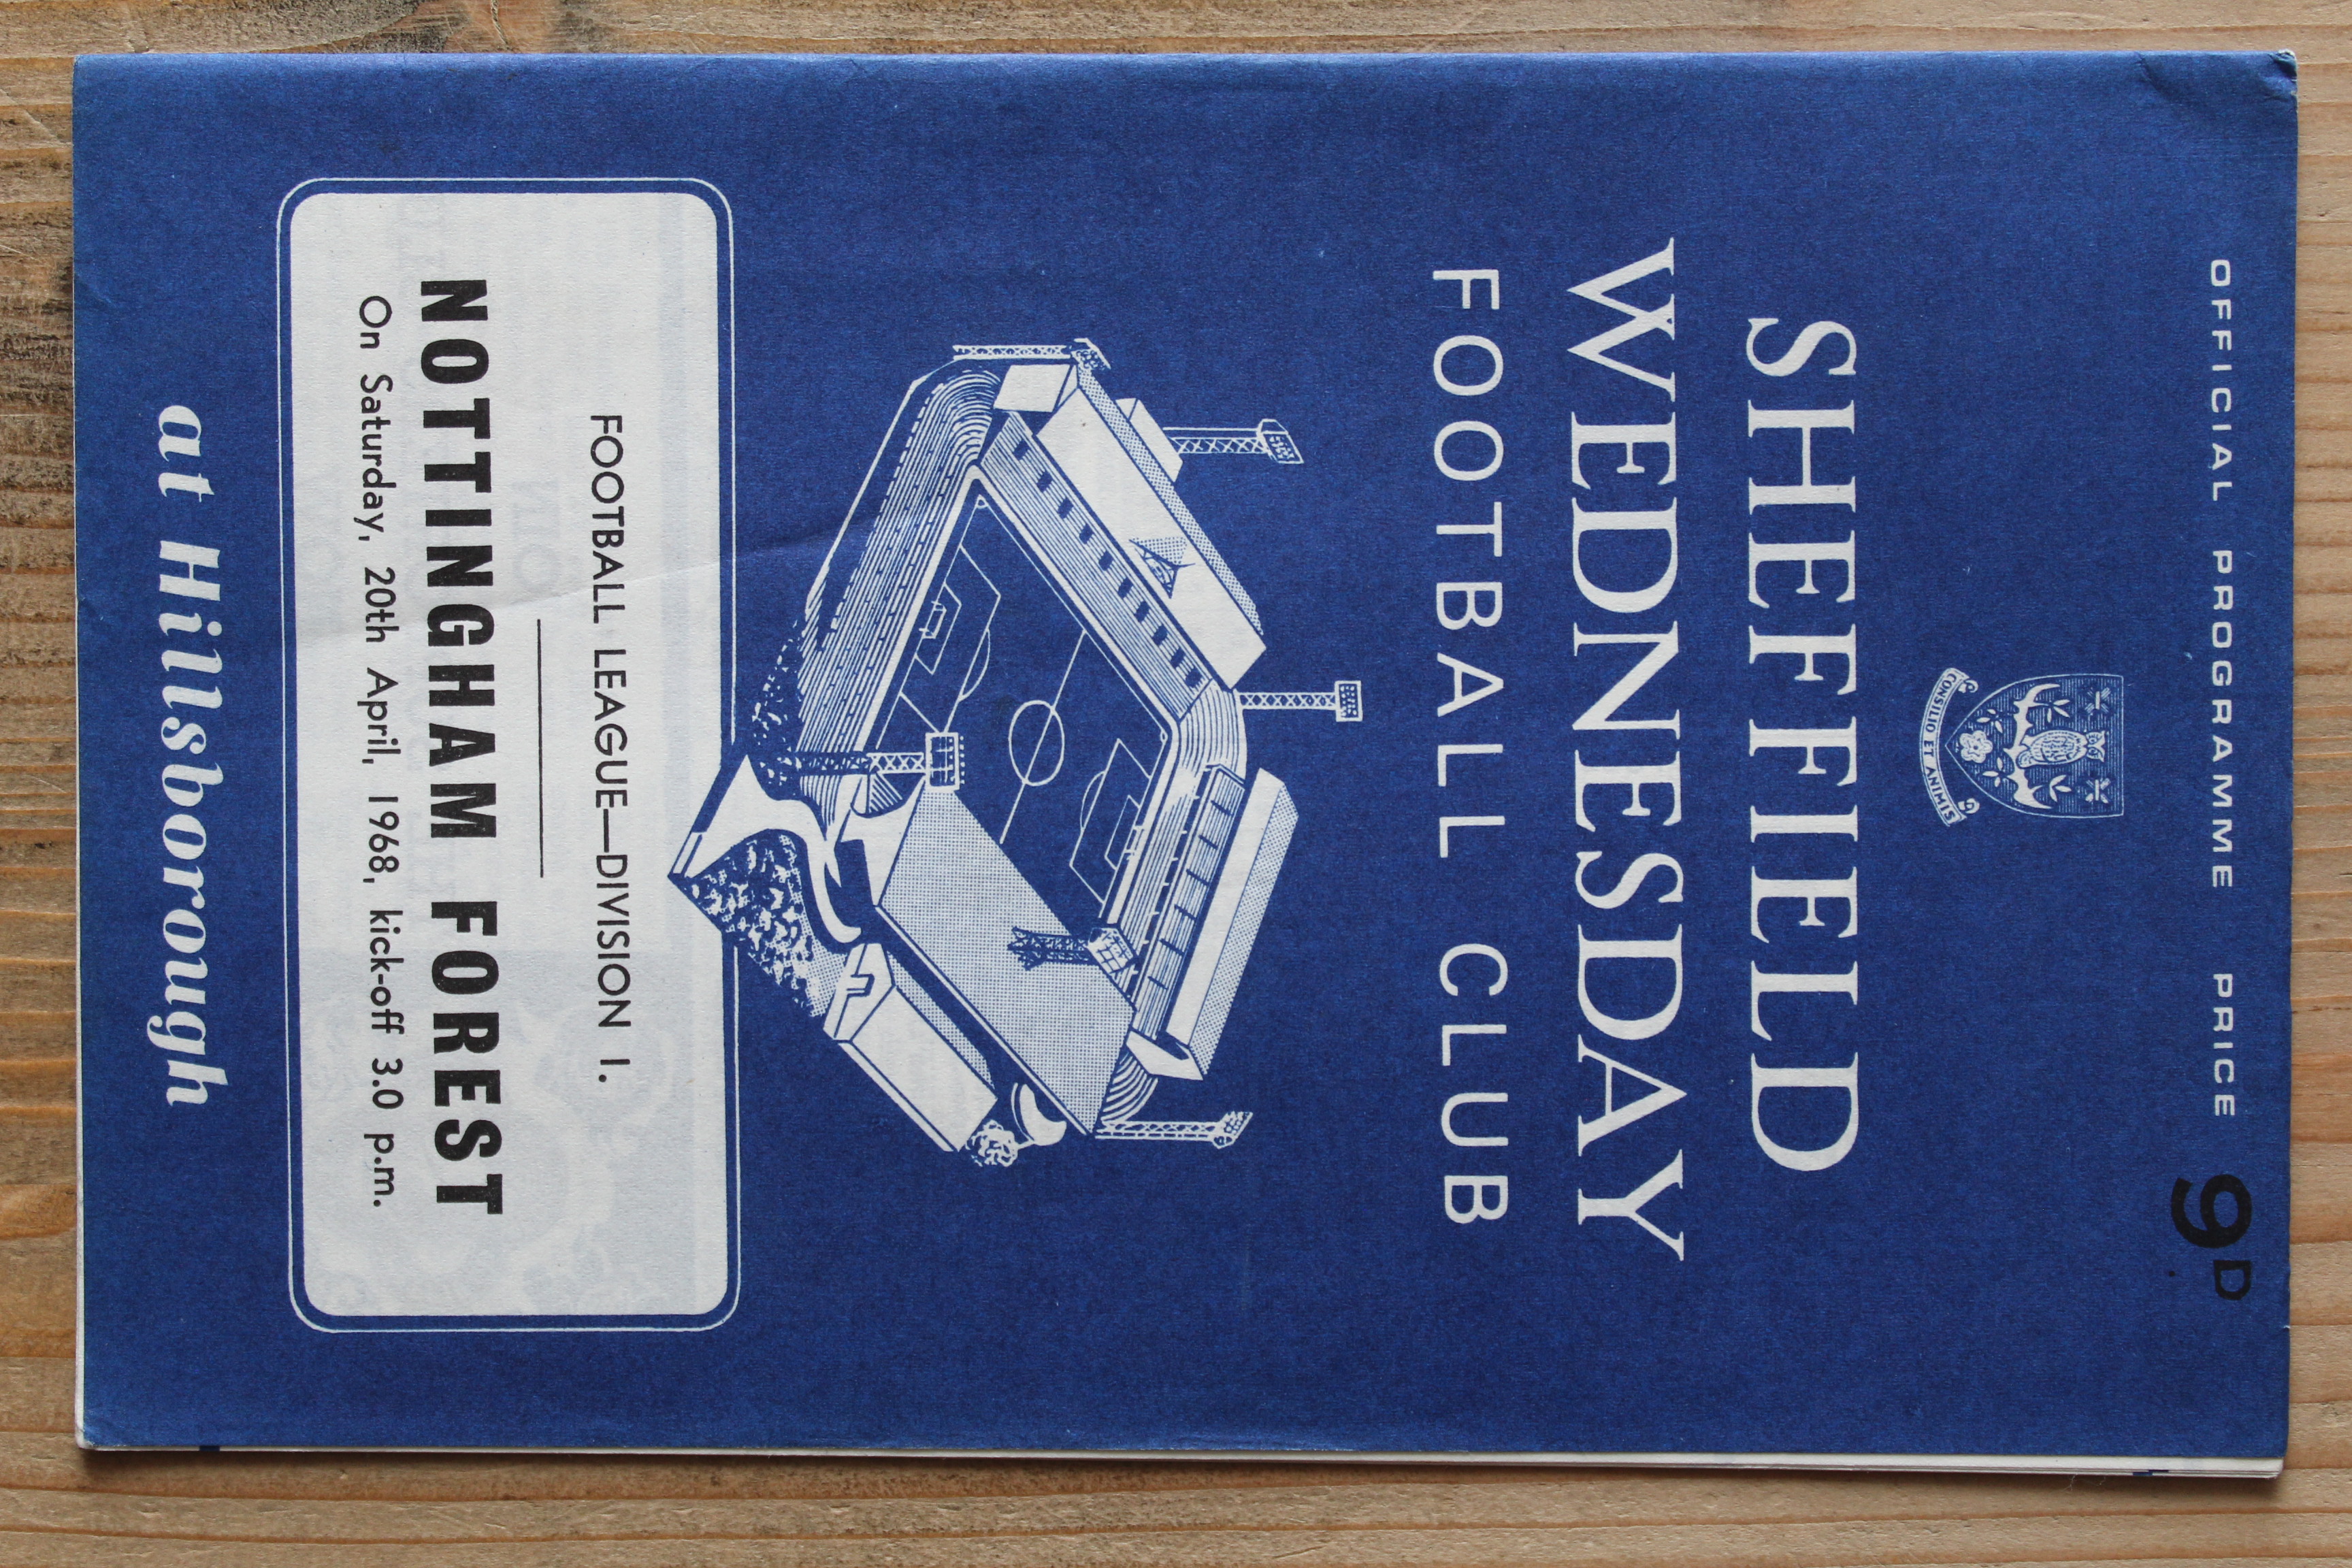 OFFICIAL PROGRAMME PRICE 9D
CONSILIO ET ANIMIS
SHEFFIELD
WEDNESDAY
FOOTBALL CLUB
FOOTBALL LEAGUE—DIVISION 1.
NOTTINGHAM FOREST
On Saturday, 20th April, 1968, kick-off 3.0 p.m.
at Hillsborough